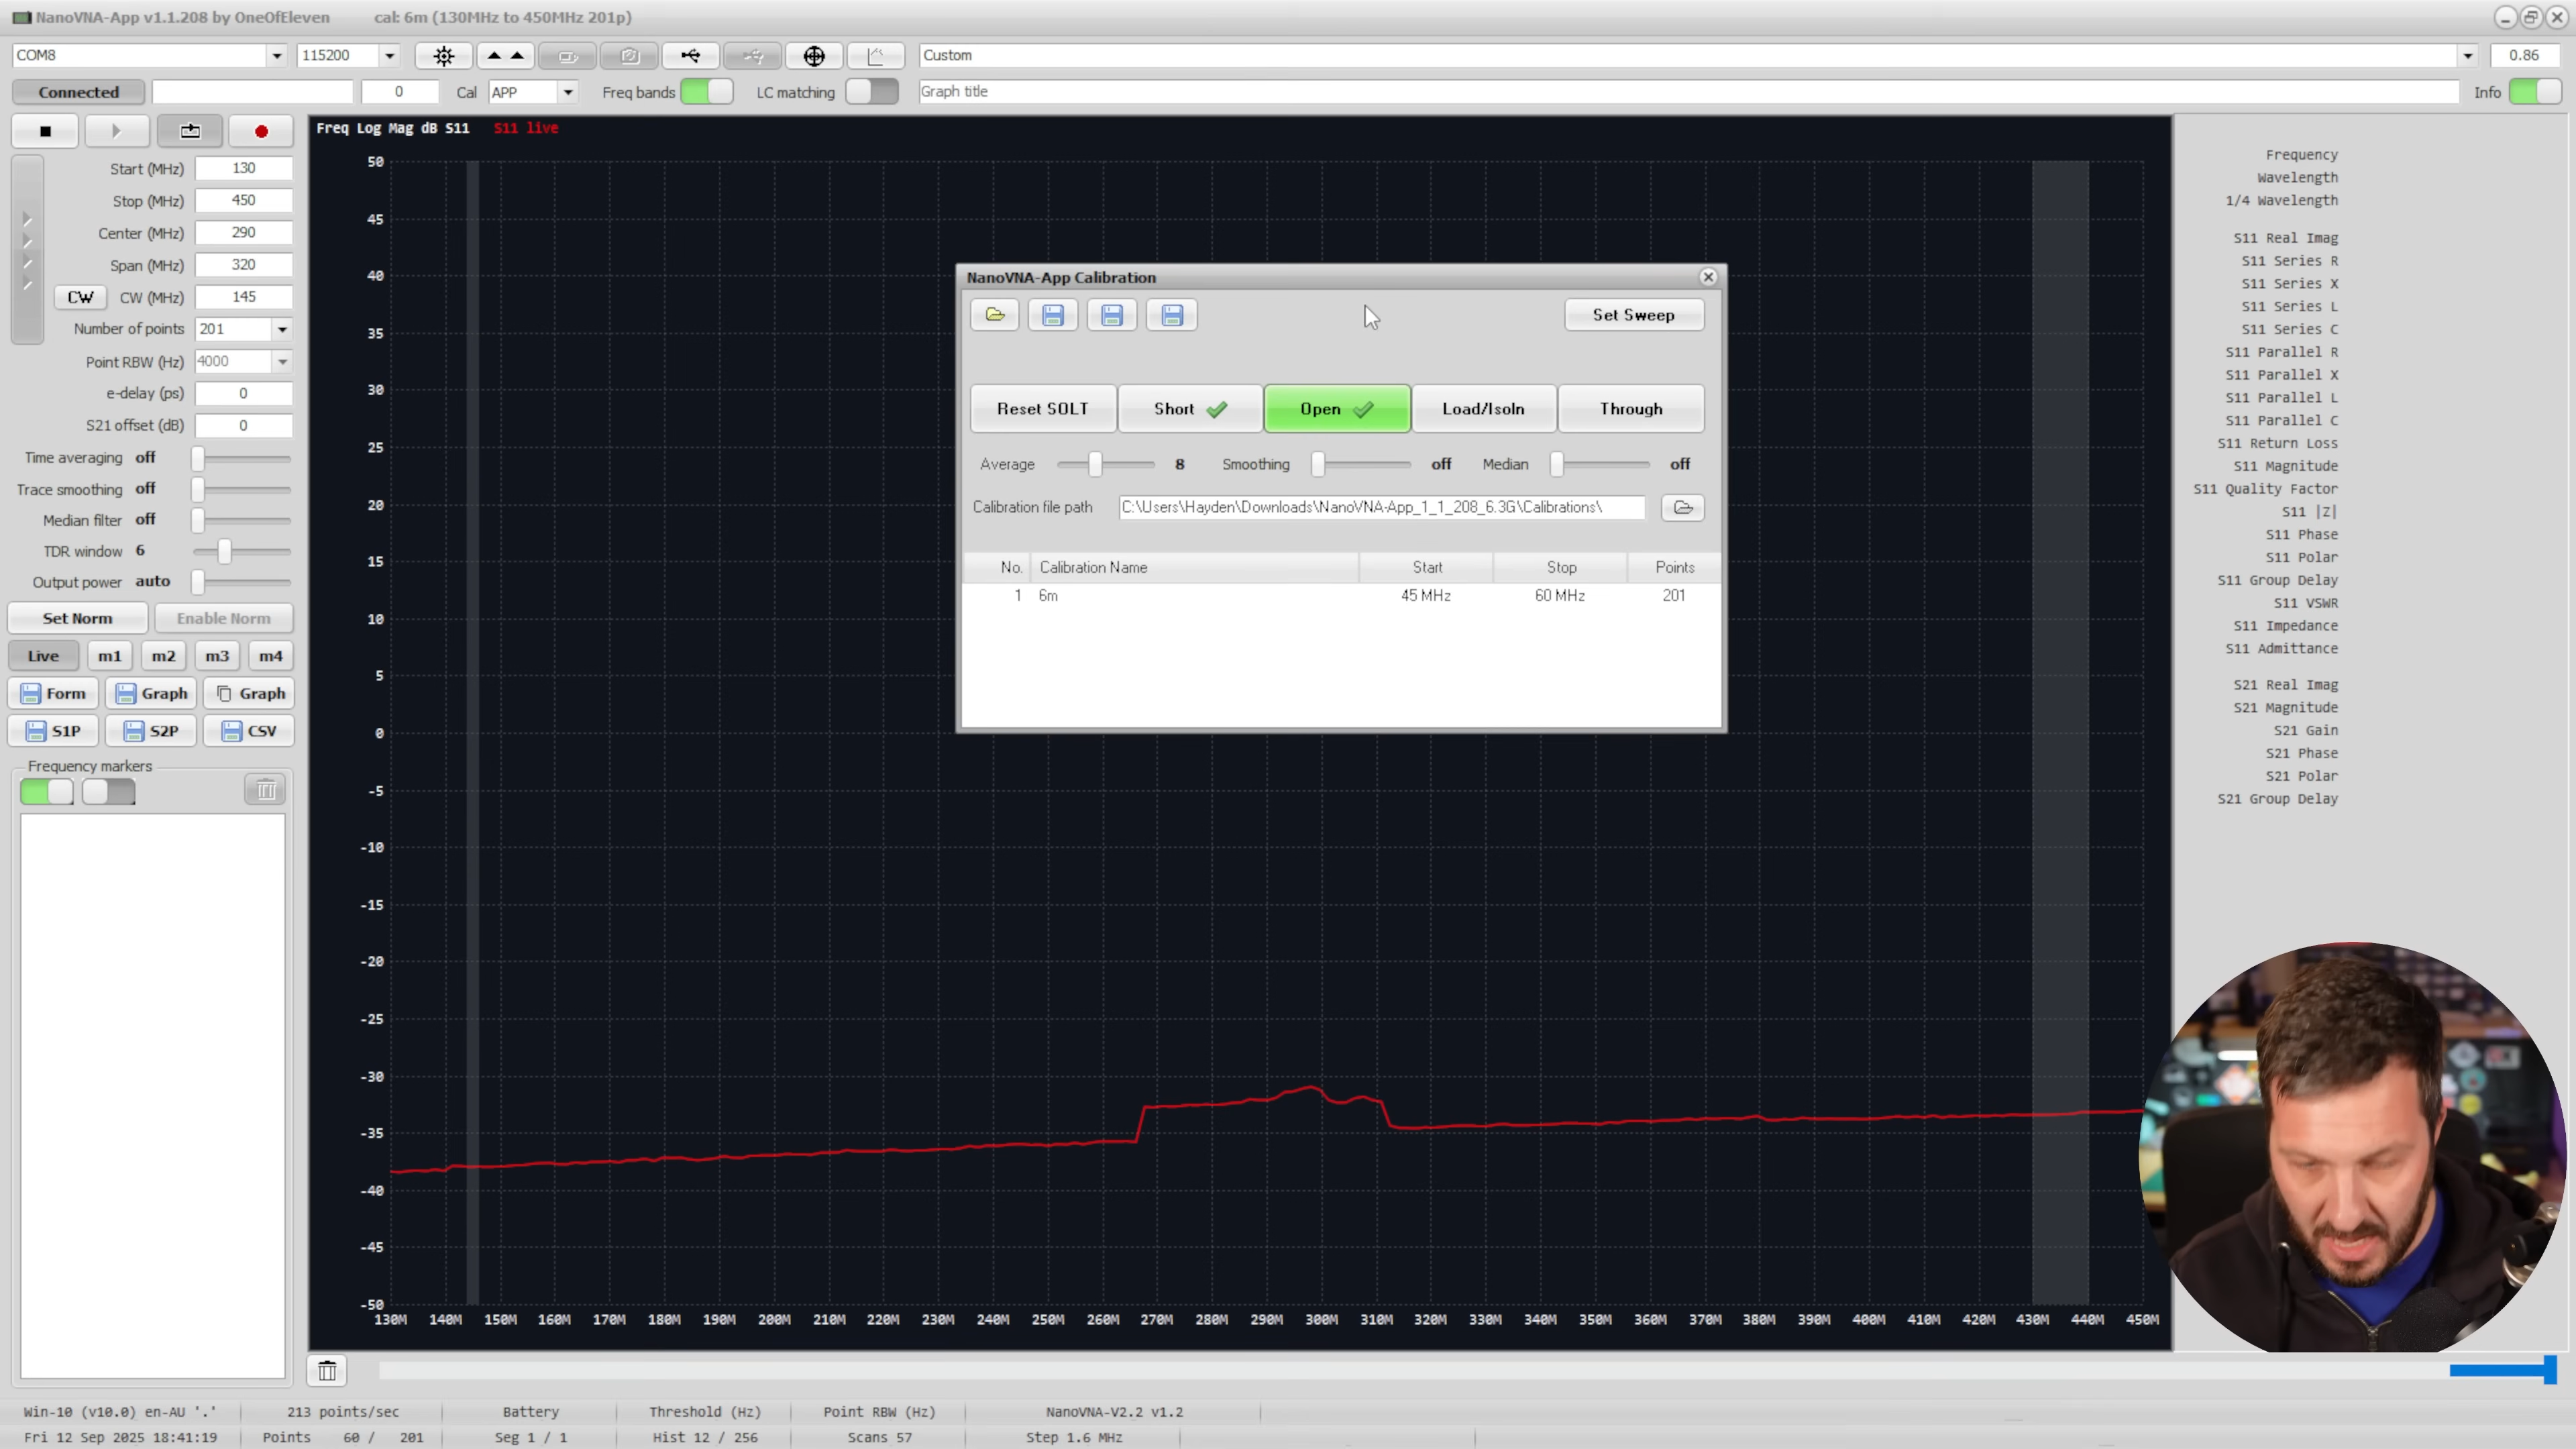 NanoVNA-App v1.1.208 by OneOfEleven cal: 6m (130MHz to 450MHz 201p)
COM8 115200 Custom 0.86
Connected 0 Cal APP Freq bands LC matching Graph title Info
Freq Log Mag dB S11 S11 live
Start (MHz) 130
Stop (MHz) 450
Center (MHz) 290
Span (MHz) 320
CW CW (MHz) 145
Number of points 201
Point RBW (Hz) 4000
e-delay (ps) 0
S21 offset (dB) 0
Time averaging off
Trace smoothing off
Median filter off
TDR window 6
Output power auto
Set Norm Enable Norm
Live m1 m2 m3 m4
Form Graph Graph
S1P S2P CSV
Frequency markers
50
45
40
35
30
25
20
15
10
5
0
-5
-10
-15
-20
-25
-30
-35
-40
-45
-50
130M 140M 150M 160M 170M 180M 190M 200M 210M 220M 230M 240M 250M 260M 270M 280M 290M 300M 310M 320M 330M 340M 350M 360M 370M 380M 390M 400M 410M 420M 430M 440M 450M
NanoVNA-App Calibration
Set Sweep
Reset SOLT Short Open Load/Isoln Through
Average 8 Smoothing off Median off
Calibration file path C:\Users\Hayden\Downloads\NanoVNA-App_1_1_208_6.3G\Calibrations\
No. Calibration Name Start Stop Points
1 6m 45 MHz 60 MHz 201
Frequency
Wavelength
1/4 Wavelength
S11 Real Imag
S11 Series R
S11 Series X
S11 Series L
S11 Series C
S11 Parallel R
S11 Parallel X
S11 Parallel L
S11 Parallel C
S11 Return Loss
S11 Magnitude
S11 Quality Factor
S11 |Z|
S11 Phase
S11 Polar
S11 Group Delay
S11 VSWR
S11 Impedance
S11 Admittance
S21 Real Imag
S21 Magnitude
S21 Gain
S21 Phase
S21 Polar
S21 Group Delay
Win-10 (v10.0) en-AU '.' 213 points/sec Battery Threshold (Hz) Point RBW (Hz) NanoVNA-V2.2 v1.2
Fri 12 Sep 2025 18:41:19 Points 60 / 201 Seg 1 / 1 Hist 12 / 256 Scans 57 Step 1.6 MHz